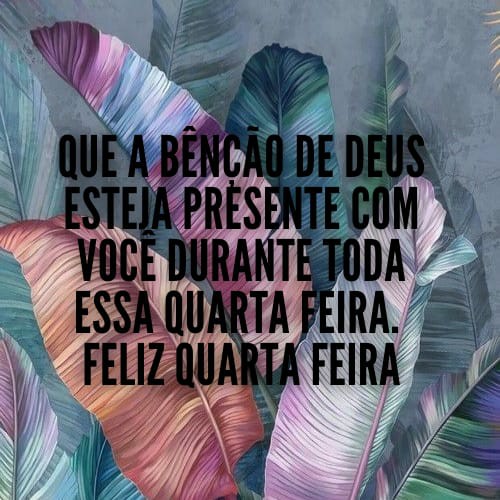 QUE A BÊNÇÃO DE DEUS
ESTEJA PRESENTE COM
VOCÊ DURANTE TODA
ESSA QUARTA FEIRA.
FELIZ QUARTA FEIRA